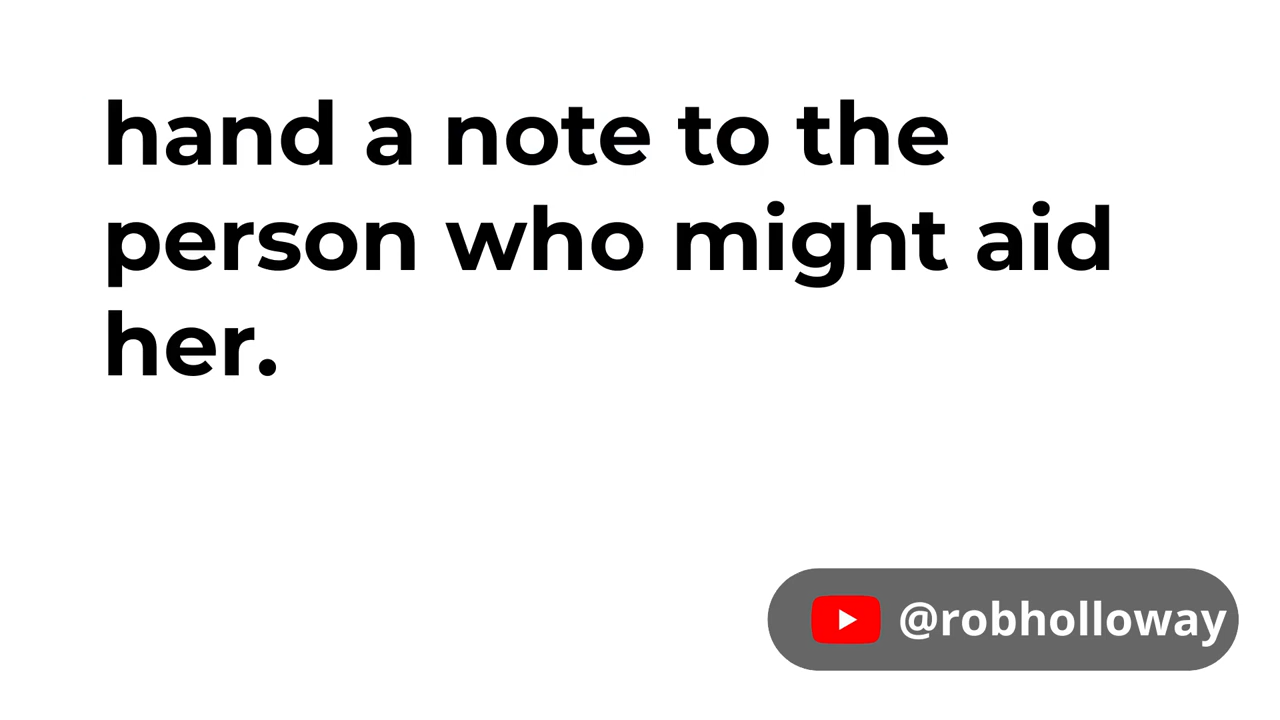 hand a note to the
person who might aid
her.
@robholloway